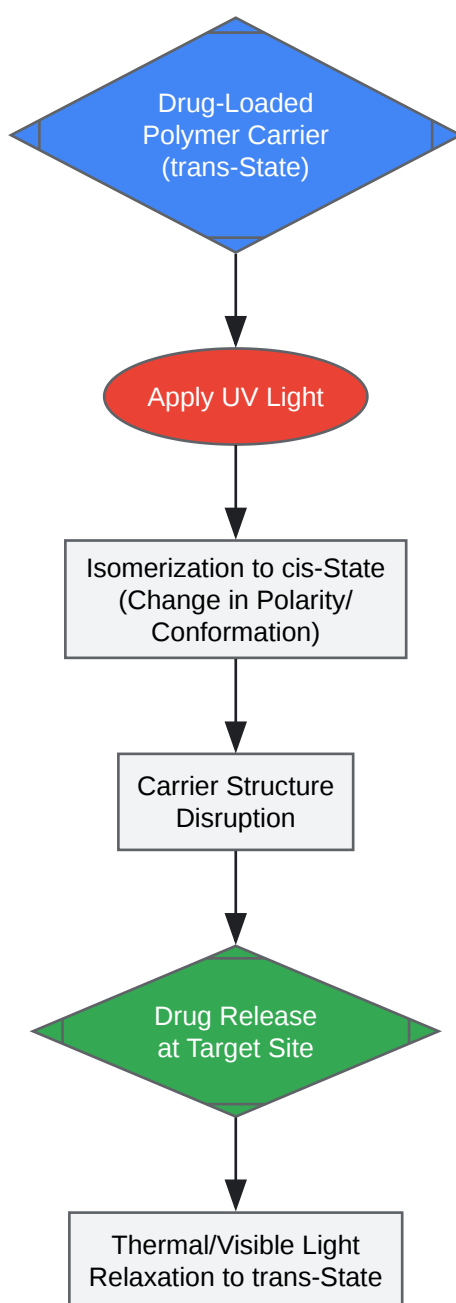 Drug-Loaded
Polymer Carrier
(trans-State)
Apply UV Light
Isomerization to cis-State
(Change in Polarity/
Conformation)
Carrier Structure
Disruption
Drug Release
at Target Site
Thermal/Visible Light
Relaxation to trans-State